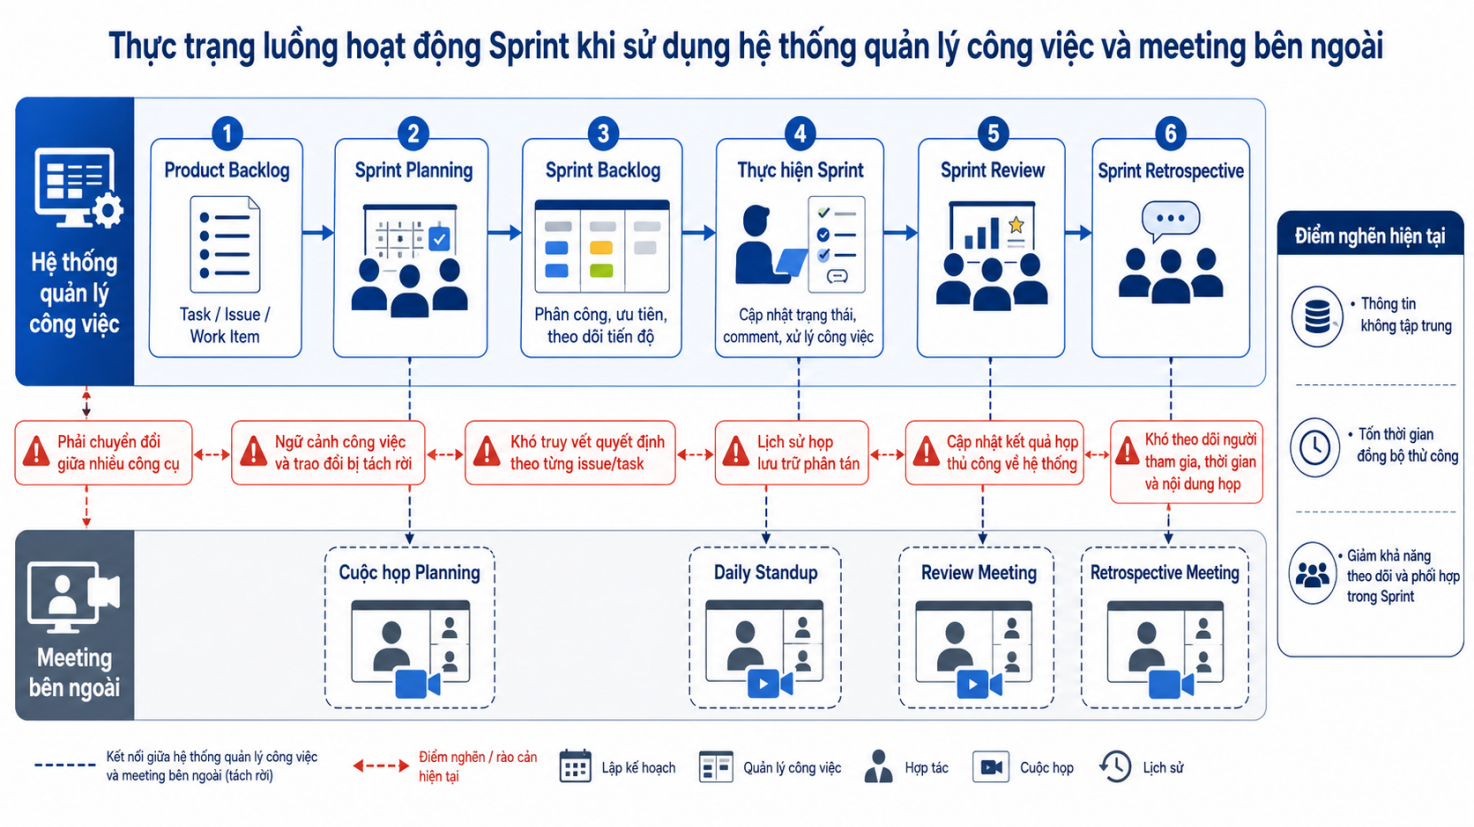 Thực trạng luồng hoạt động Sprint khi sử dụng hệ thống quản lý công việc và meeting bên ngoài
Hệ thống
quản lý
công việc
1
Product Backlog
Task / Issue /
Work Item
2
Sprint Planning
3
Sprint Backlog
Phân công, ưu tiên,
theo dõi tiến độ
4
Thực hiện Sprint
Cập nhật trạng thái,
comment, xử lý công việc
5
Sprint Review
6
Sprint Retrospective
Phải chuyển đổi
giữa nhiều công cụ
Ngữ cảnh công việc
và trao đổi bị tách rời
Khó truy vết quyết định
theo từng issue/task
Lịch sử họp
lưu trữ phân tán
Cập nhật kết quả họp
thủ công về hệ thống
Khó theo dõi người
tham gia, thời gian
và nội dung họp
Meeting
bên ngoài
Cuộc họp Planning
Daily Standup
Review Meeting
Retrospective Meeting
Điểm nghẽn hiện tại
• Thông tin
không tập trung
• Tốn thời gian
đồng bộ thử công
• Giảm khả năng
theo dõi và phối hợp
trong Sprint
Kết nối giữa hệ thống quản lý công việc
và meeting bên ngoài (tách rời)
Điểm nghẽn / rào cản
hiện tại
Lập kế hoạch
Quản lý công việc
Hợp tác
Cuộc họp
Lịch sử